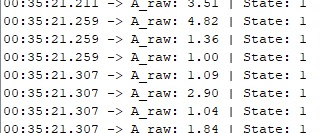 00:35:21.211 -> A_raw: 3.51 | State: 1
00:35:21.259 -> A_raw: 4.82 | State: 1
00:35:21.259 -> A_raw: 1.36 | State: 1
00:35:21.259 -> A_raw: 1.00 | State: 1
00:35:21.307 -> A_raw: 1.09 | State: 1
00:35:21.307 -> A_raw: 2.90 | State: 1
00:35:21.307 -> A_raw: 1.04 | State: 1
00:35:21.307 -> A_raw: 1.84 | State: 1